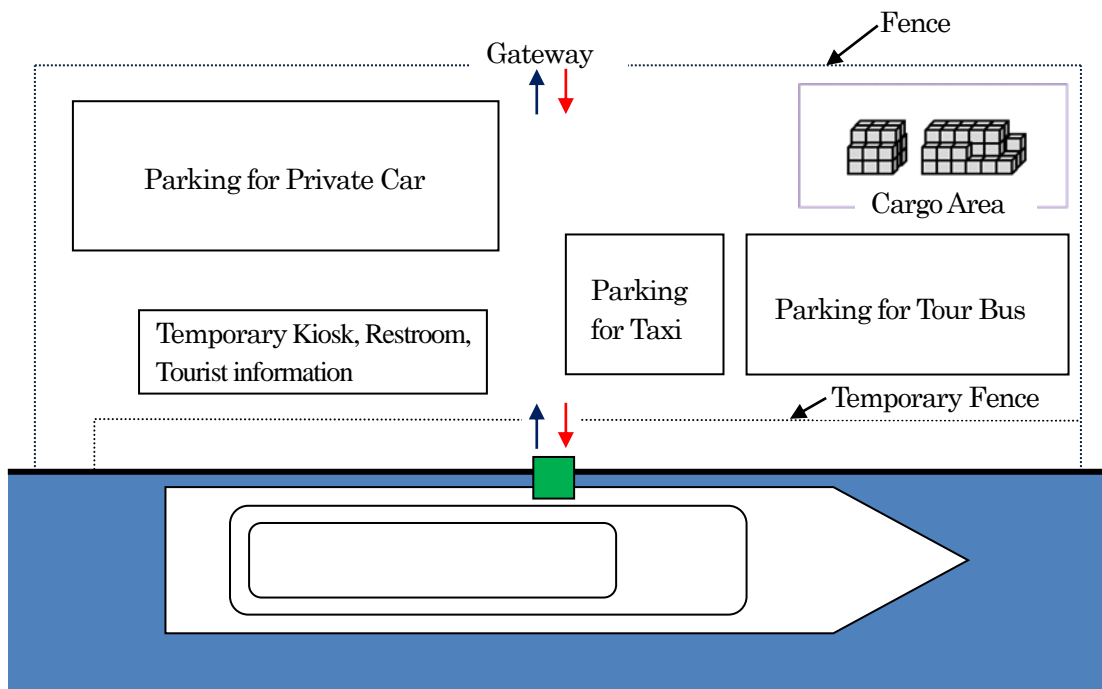 Fence
Gateway
Parking for Private Car
Cargo Area
Parking
for Taxi
Parking for Tour Bus
Temporary Kiosk, Restroom,
Tourist information
Temporary Fence